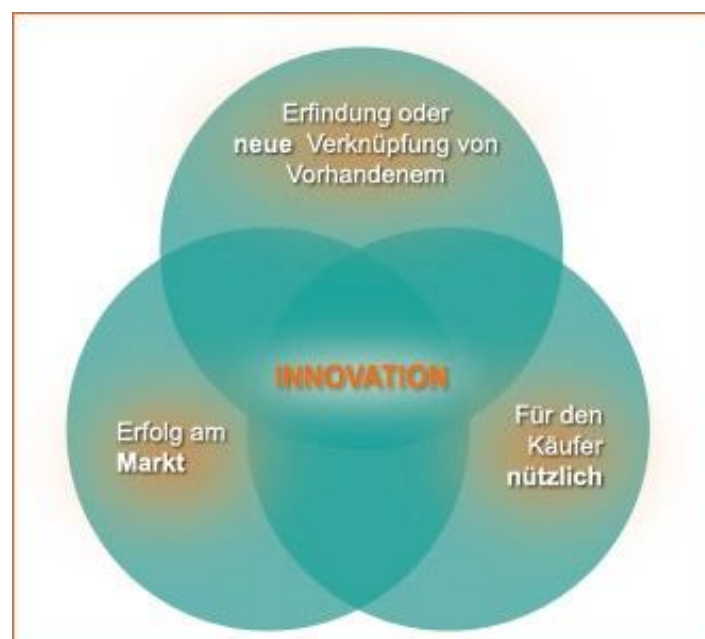 Erfindung oder
neue Verknüpfung von
Vorhandenem
INNOVATION
Erfolg am
Markt
Für den
Käufer
nützlich